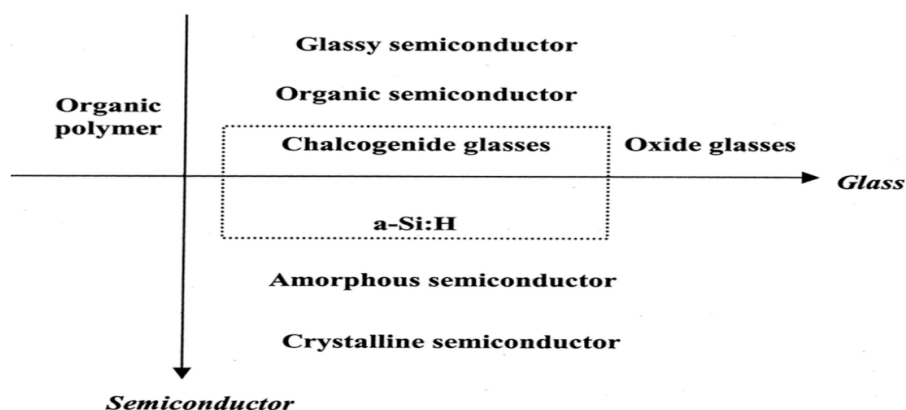 Glassy semiconductor
Organic semiconductor
Organic
polymer
Chalcogenide glasses
Oxide glasses
Glass
a-Si:H
Amorphous semiconductor
Crystalline semiconductor
Semiconductor